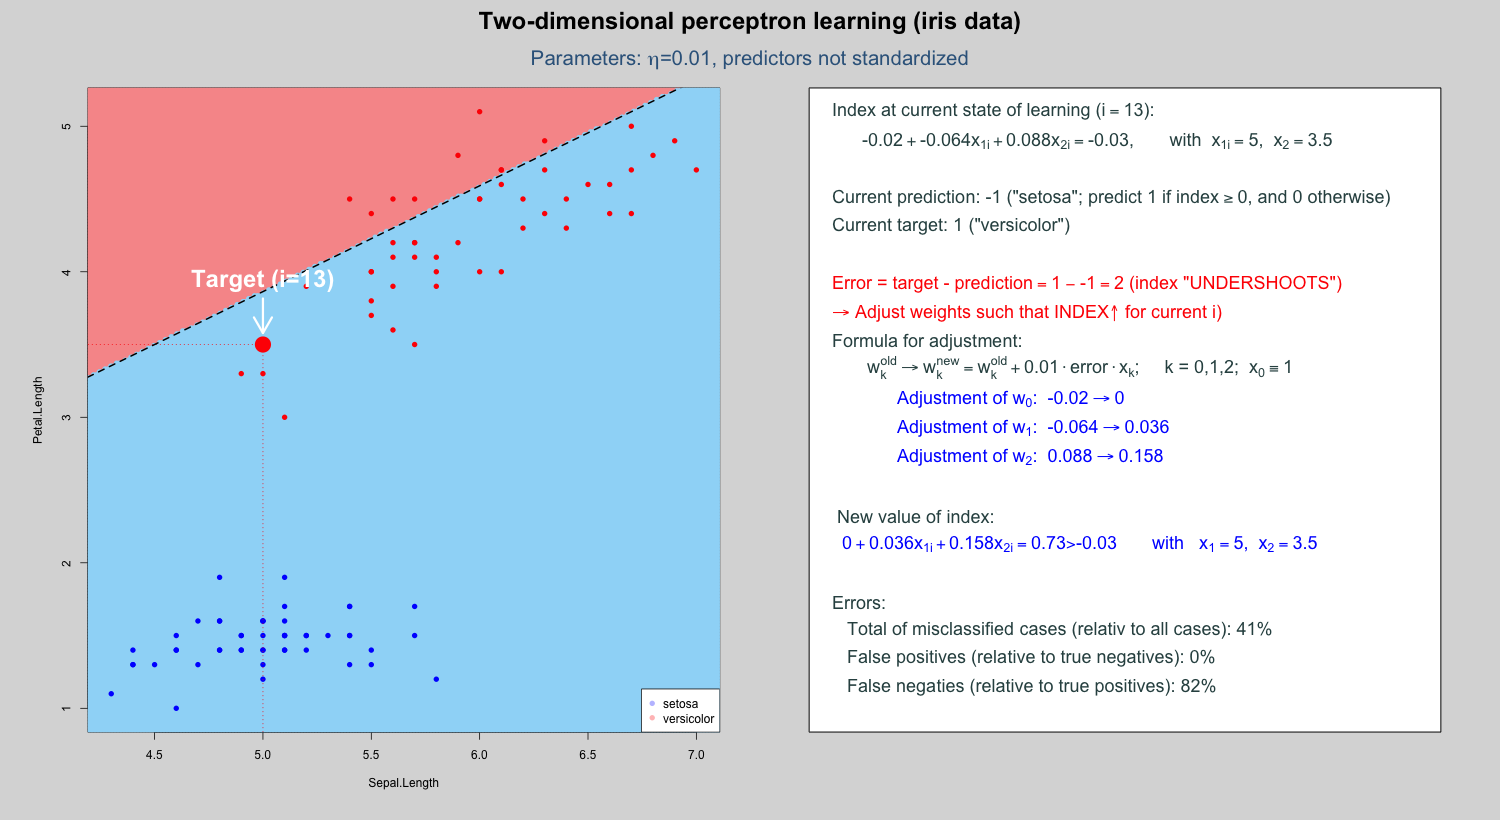 Two-dimensional perceptron learning (iris data)
Parameters: η=0.01, predictors not standardized
5
4
3
2
1
Petal.Length
Target (i=13)
setosa
versicolor
4.5 5.0 5.5 6.0 6.5 7.0
Sepal.Length
Index at current state of learning (i = 13):
-0.02 + -0.064x1i + 0.088x2i = -0.03, with x1i = 5, x2 = 3.5
Current prediction: -1 ("setosa"; predict 1 if index ≥ 0, and 0 otherwise)
Current target: 1 ("versicolor")
Error = target - prediction = 1 − -1 = 2 (index "UNDERSHOOTS")
→ Adjust weights such that INDEX↑ for current i)
Formula for adjustment:
w_k^old → w_k^new = w_k^old + 0.01 · error · x_k; k = 0,1,2; x0 ≡ 1
Adjustment of w0: -0.02 → 0
Adjustment of w1: -0.064 → 0.036
Adjustment of w2: 0.088 → 0.158
New value of index:
0 + 0.036x1i + 0.158x2i = 0.73>-0.03 with x1 = 5, x2 = 3.5
Errors:
Total of misclassified cases (relativ to all cases): 41%
False positives (relative to true negatives): 0%
False negaties (relative to true positives): 82%